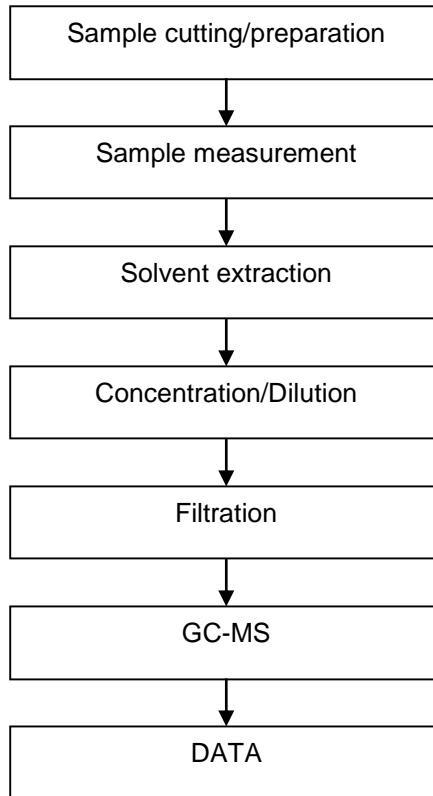 Sample cutting/preparation
Sample measurement
Solvent extraction
Concentration/Dilution
Filtration
GC-MS
DATA